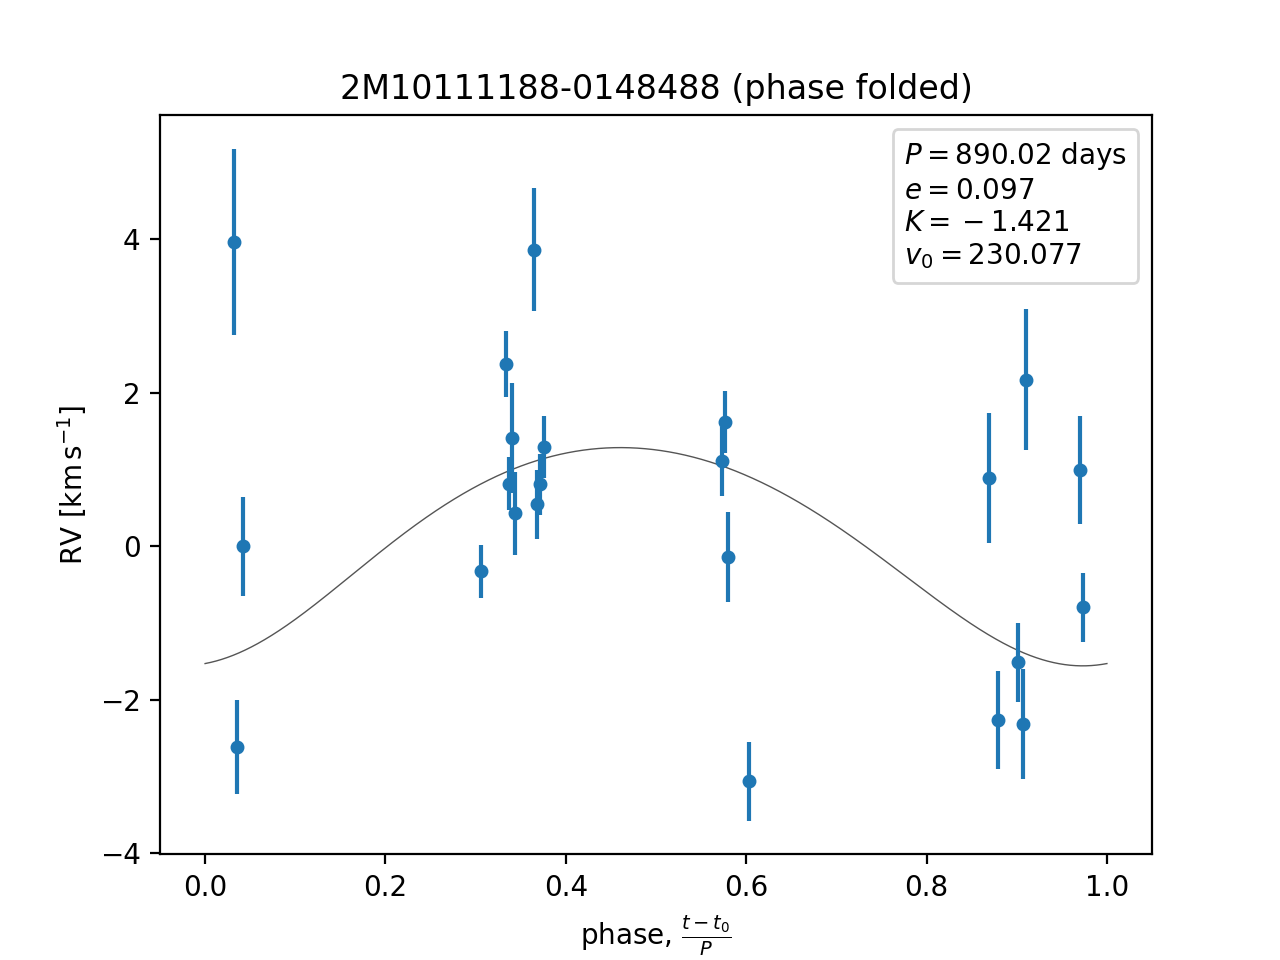 2M10111188-0148488 (phase folded)
P = 890.02 days
e = 0.097
K = −1.421
v₀ = 230.077
RV [km s⁻¹]
4
2
0
−2
−4
0.0 0.2 0.4 0.6 0.8 1.0
phase, (t − t₀)/P